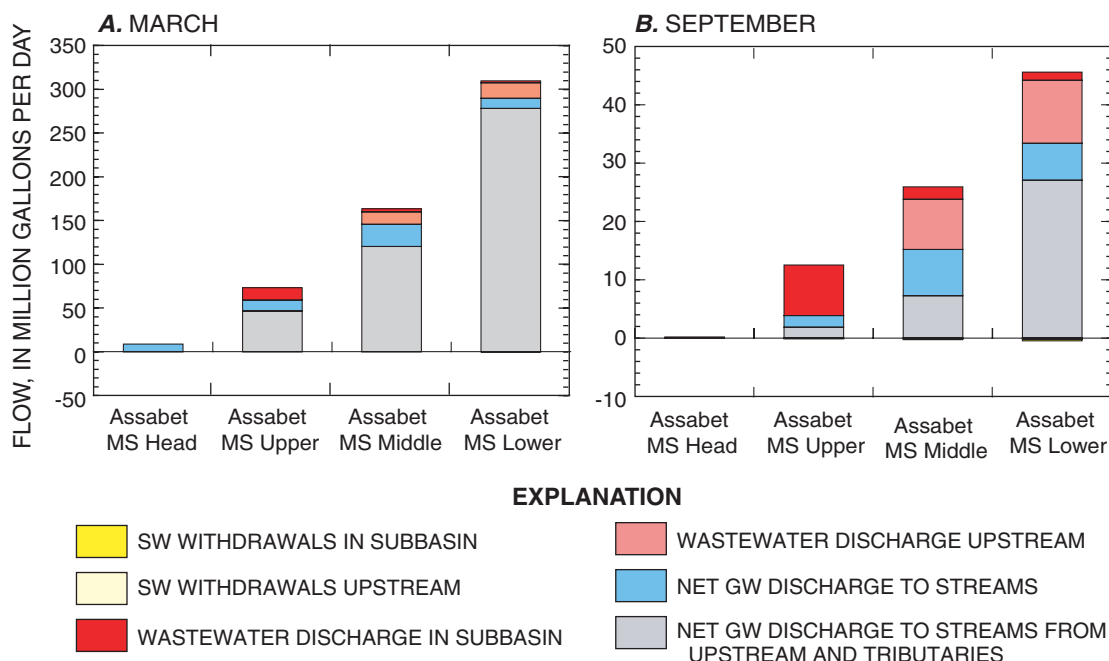 A. MARCH
B. SEPTEMBER
FLOW, IN MILLION GALLONS PER DAY
350
300
250
200
150
100
50
0
-50
50
40
30
20
10
0
-10
Assabet
MS Head
Assabet
MS Upper
Assabet
MS Middle
Assabet
MS Lower
Assabet
MS Head
Assabet
MS Upper
Assabet
MS Middle
Assabet
MS Lower
EXPLANATION
SW WITHDRAWALS IN SUBBASIN
SW WITHDRAWALS UPSTREAM
WASTEWATER DISCHARGE IN SUBBASIN
WASTEWATER DISCHARGE UPSTREAM
NET GW DISCHARGE TO STREAMS
NET GW DISCHARGE TO STREAMS FROM
UPSTREAM AND TRIBUTARIES